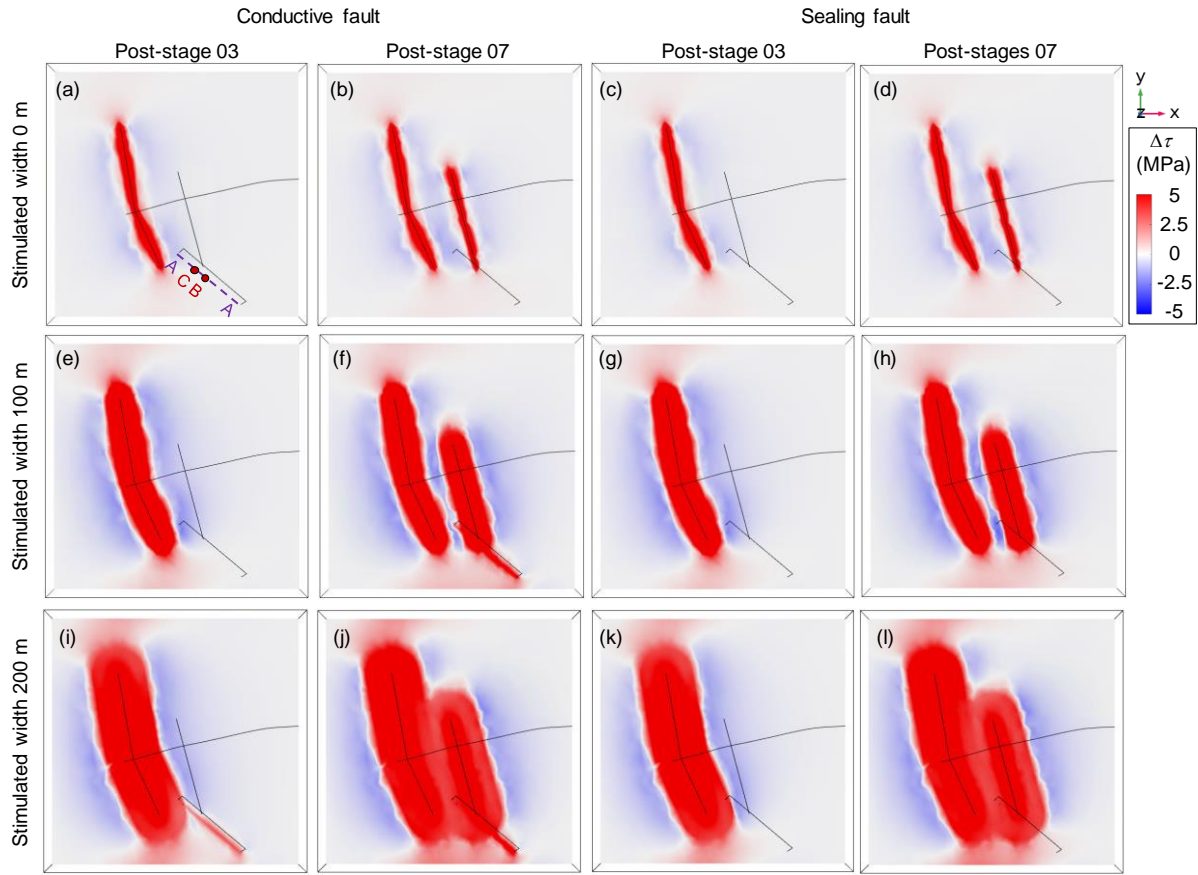 Conductive fault
Sealing fault
Post-stage 03
Post-stage 07
Post-stage 03
Post-stages 07
Stimulated width 0 m
(a)
(b)
(c)
(d)
A
C
B
A
y
z
x
Δτ
(MPa)
5
2.5
0
-2.5
-5
Stimulated width 100 m
(e)
(f)
(g)
(h)
Stimulated width 200 m
(i)
(j)
(k)
(l)